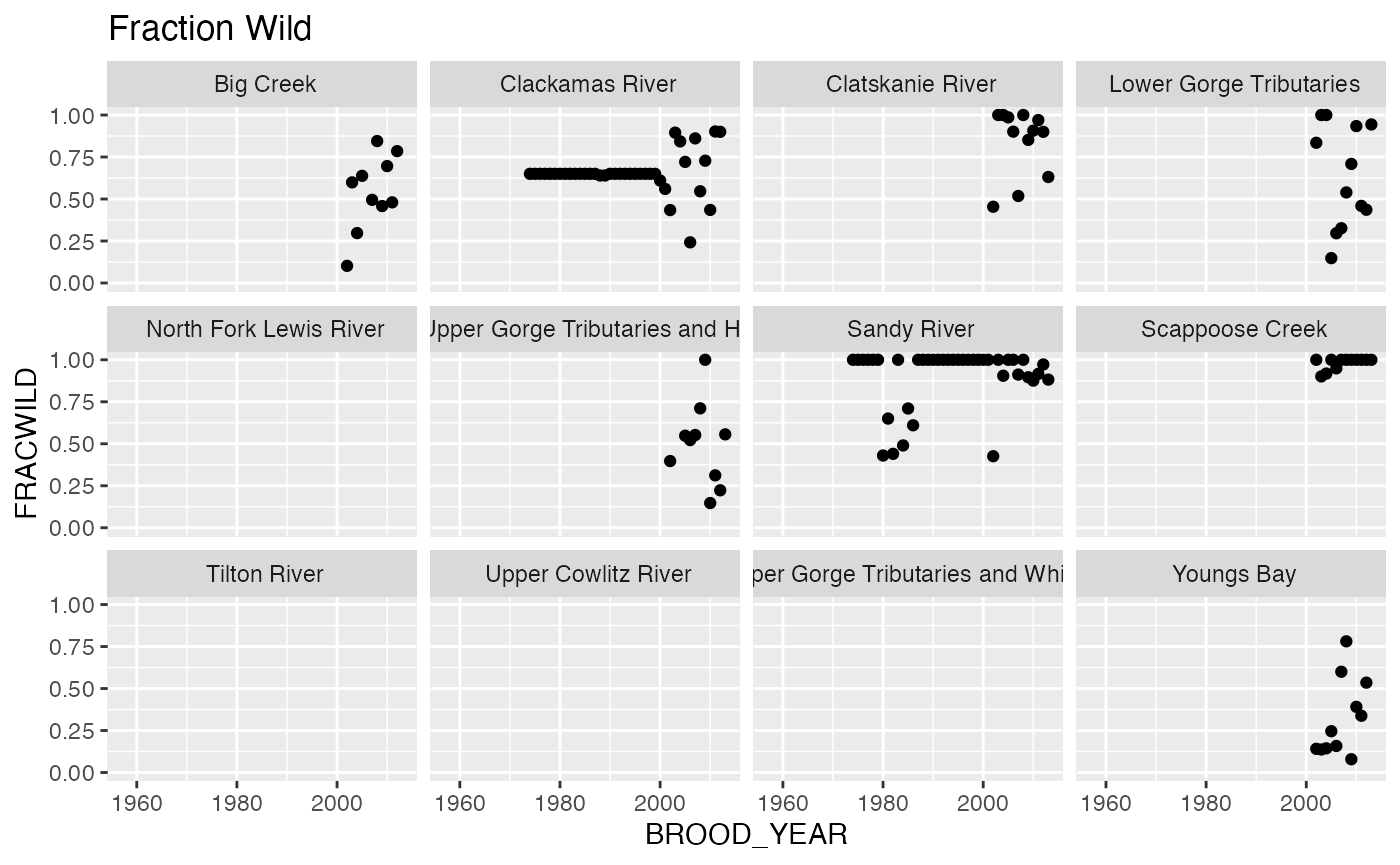 Fraction Wild
Big Creek Clackamas River Clatskanie River Lower Gorge Tributaries
1.00
0.75
0.50
0.25
0.00
North Fork Lewis River Upper Gorge Tributaries and H Sandy River Scappoose Creek
1.00
0.75
0.50
0.25
0.00
FRACWILD
Tilton River Upper Cowlitz River per Gorge Tributaries and Whi Youngs Bay
1.00
0.75
0.50
0.25
0.00
1960 1980 2000 1960 1980 2000 1960 1980 2000 1960 1980 2000
BROOD_YEAR